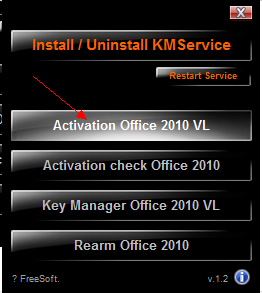 Install / Uninstall KMService
Restart Service
Activation Office 2010 VL
Activation check Office 2010
Key Manager Office 2010 VL
Rearm Office 2010
? FreeSoft.
v.1.2